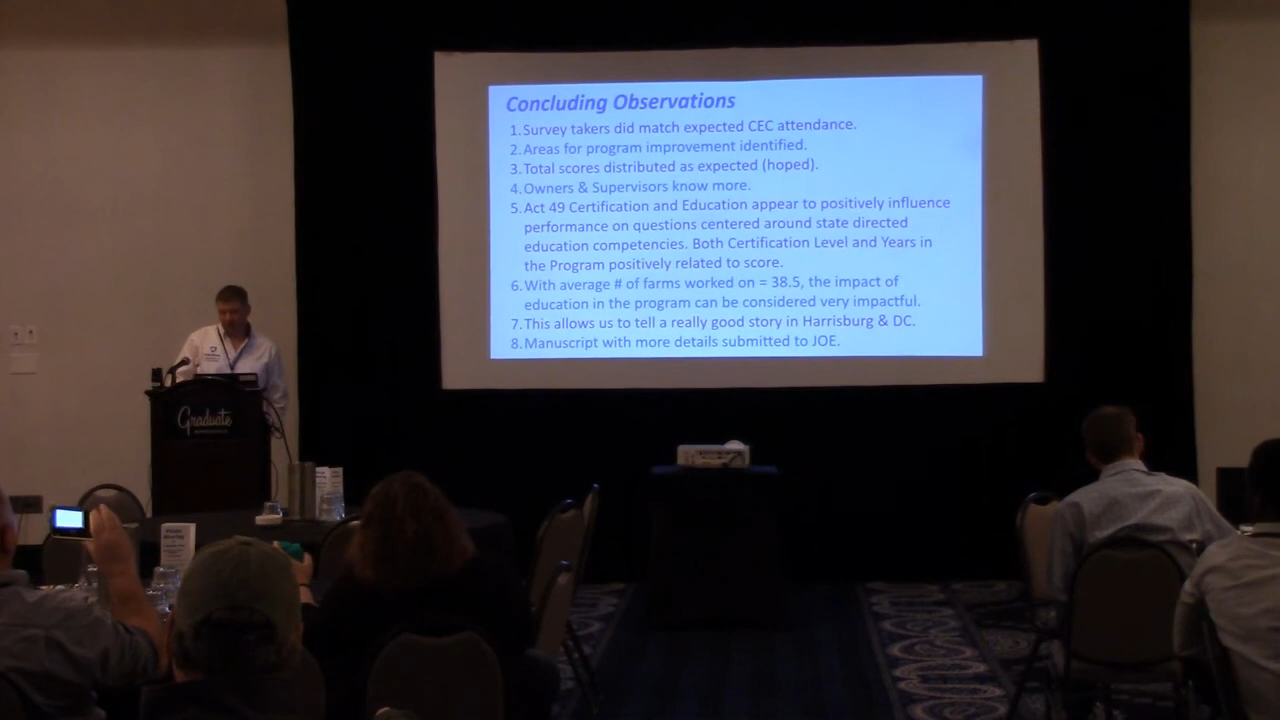 Concluding Observations
1. Survey takers did match expected CEC attendance.
2. Areas for program improvement identified.
3. Total scores distributed as expected (hoped).
4. Owners & Supervisors know more.
5. Act 49 Certification and Education appear to positively influence
performance on questions centered around state directed
education competencies. Both Certification Level and Years in
the Program positively related to score.
6. With average # of farms worked on = 38.5, the impact of
education in the program can be considered very impactful.
7. This allows us to tell a really good story in Harrisburg & DC.
8. Manuscript with more details submitted to JOE.
Graduate